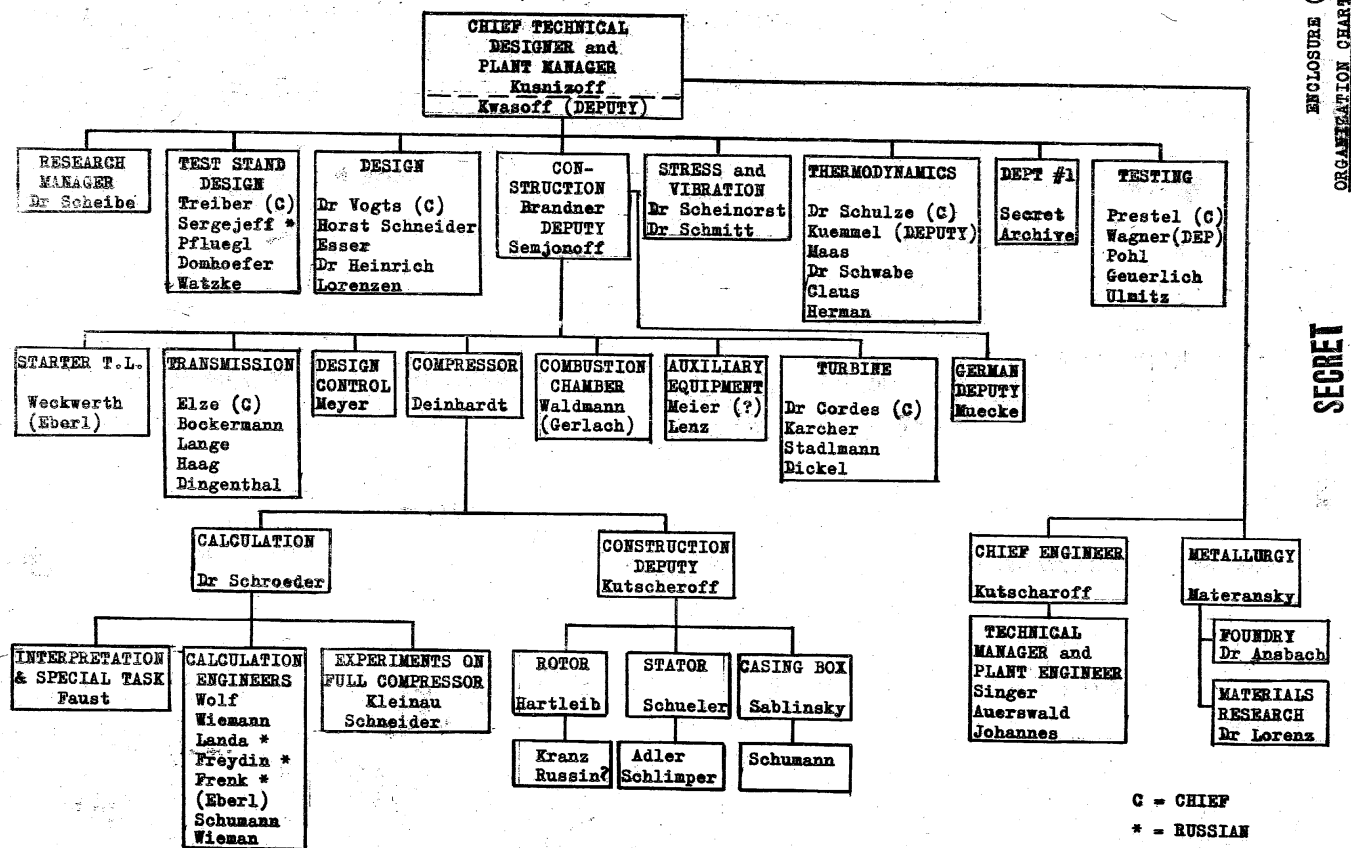 CHIEF TECHNICAL
DESIGNER and
PLANT MANAGER
Kusnizoff
Kwasoff (DEPUTY)
ENCLOSURE (
ORGANIZATION CHART
RESEARCH
MANAGER
Dr Scheibe
TEST STAND
DESIGN
Treiber (C)
Sergejeff *
Pfluegl
Domhoefer
Watzke
DESIGN
Dr Vogts (C)
Horst Schneider
Esser
Dr Heinrich
Lorenzen
CON-
STRUCTION
Brandner
DEPUTY
Semjonoff
STRESS and
VIBRATION
Dr Scheinorst
Dr Schmitt
THERMODYNAMICS
Dr Schulze (C)
Kuemmel (DEPUTY)
Maas
Dr Schwabe
Claus
Herman
DEPT #1
Secret
Archive
TESTING
Prestel (C)
Wagner(DEP)
Pohl
Geuerlich
Ulmitz
SECRET
STARTER T.L.
Weckwerth
(Eberl)
TRANSMISSION
Elze (C)
Bockermann
Lange
Haag
Dingenthal
DESIGN
CONTROL
Meyer
COMPRESSOR
Deinhardt
COMBUSTION
CHAMBER
Waldmann
(Gerlach)
AUXILIARY
EQUIPMENT
Meier (?)
Lenz
TURBINE
Dr Cordes (C)
Karcher
Stadlmann
Dickel
GERMAN
DEPUTY
Muecke
CALCULATION
Dr Schroeder
CONSTRUCTION
DEPUTY
Kutscheroff
CHIEF ENGINEER
Kutscharoff
METALLURGY
Materansky
INTERPRETATION
& SPECIAL TASK
Faust
CALCULATION
ENGINEERS
Wolf
Wiemann
Landa *
Freydin *
Frenk *
(Eberl)
Schumann
Wieman
EXPERIMENTS ON
FULL COMPRESSOR
Kleinau
Schneider
ROTOR
Hartleib
STATOR
Schueler
CASING BOX
Sablinsky
Kranz
Russin?
Adler
Schlimper
Schumann
TECHNICAL
MANAGER and
PLANT ENGINEER
Singer
Auerswald
Johannes
FOUNDRY
Dr Ansbach
MATERIALS
RESEARCH
Dr Lorenz
C = CHIEF
* = RUSSIAN